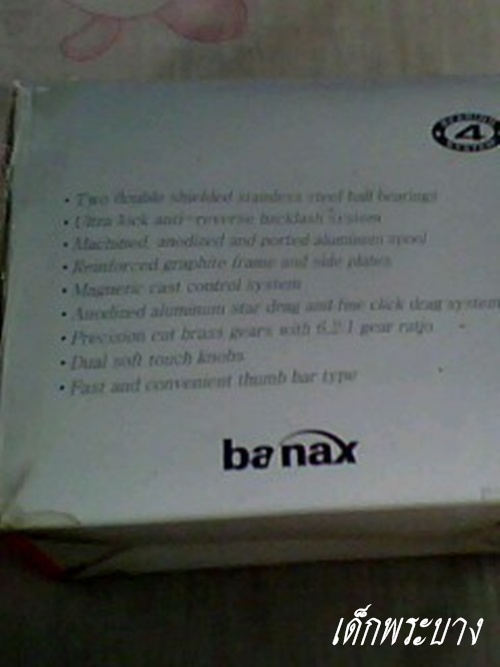 BEARING
4
SYSTEM
• Two double shielded stainless steel ball bearings
• Ultra lock anti-reverse backlash system
• Machined, anodized and ported aluminum spool
• Reinforced graphite frame and side plates
• Magnetic cast control system
• Anodized aluminum star drag and fine click drag system
• Precision cut brass gears with 6.2:1 gear ratio
• Dual soft touch knobs
• Fast and convenient thumb bar type
banax
เด็กพระบาง